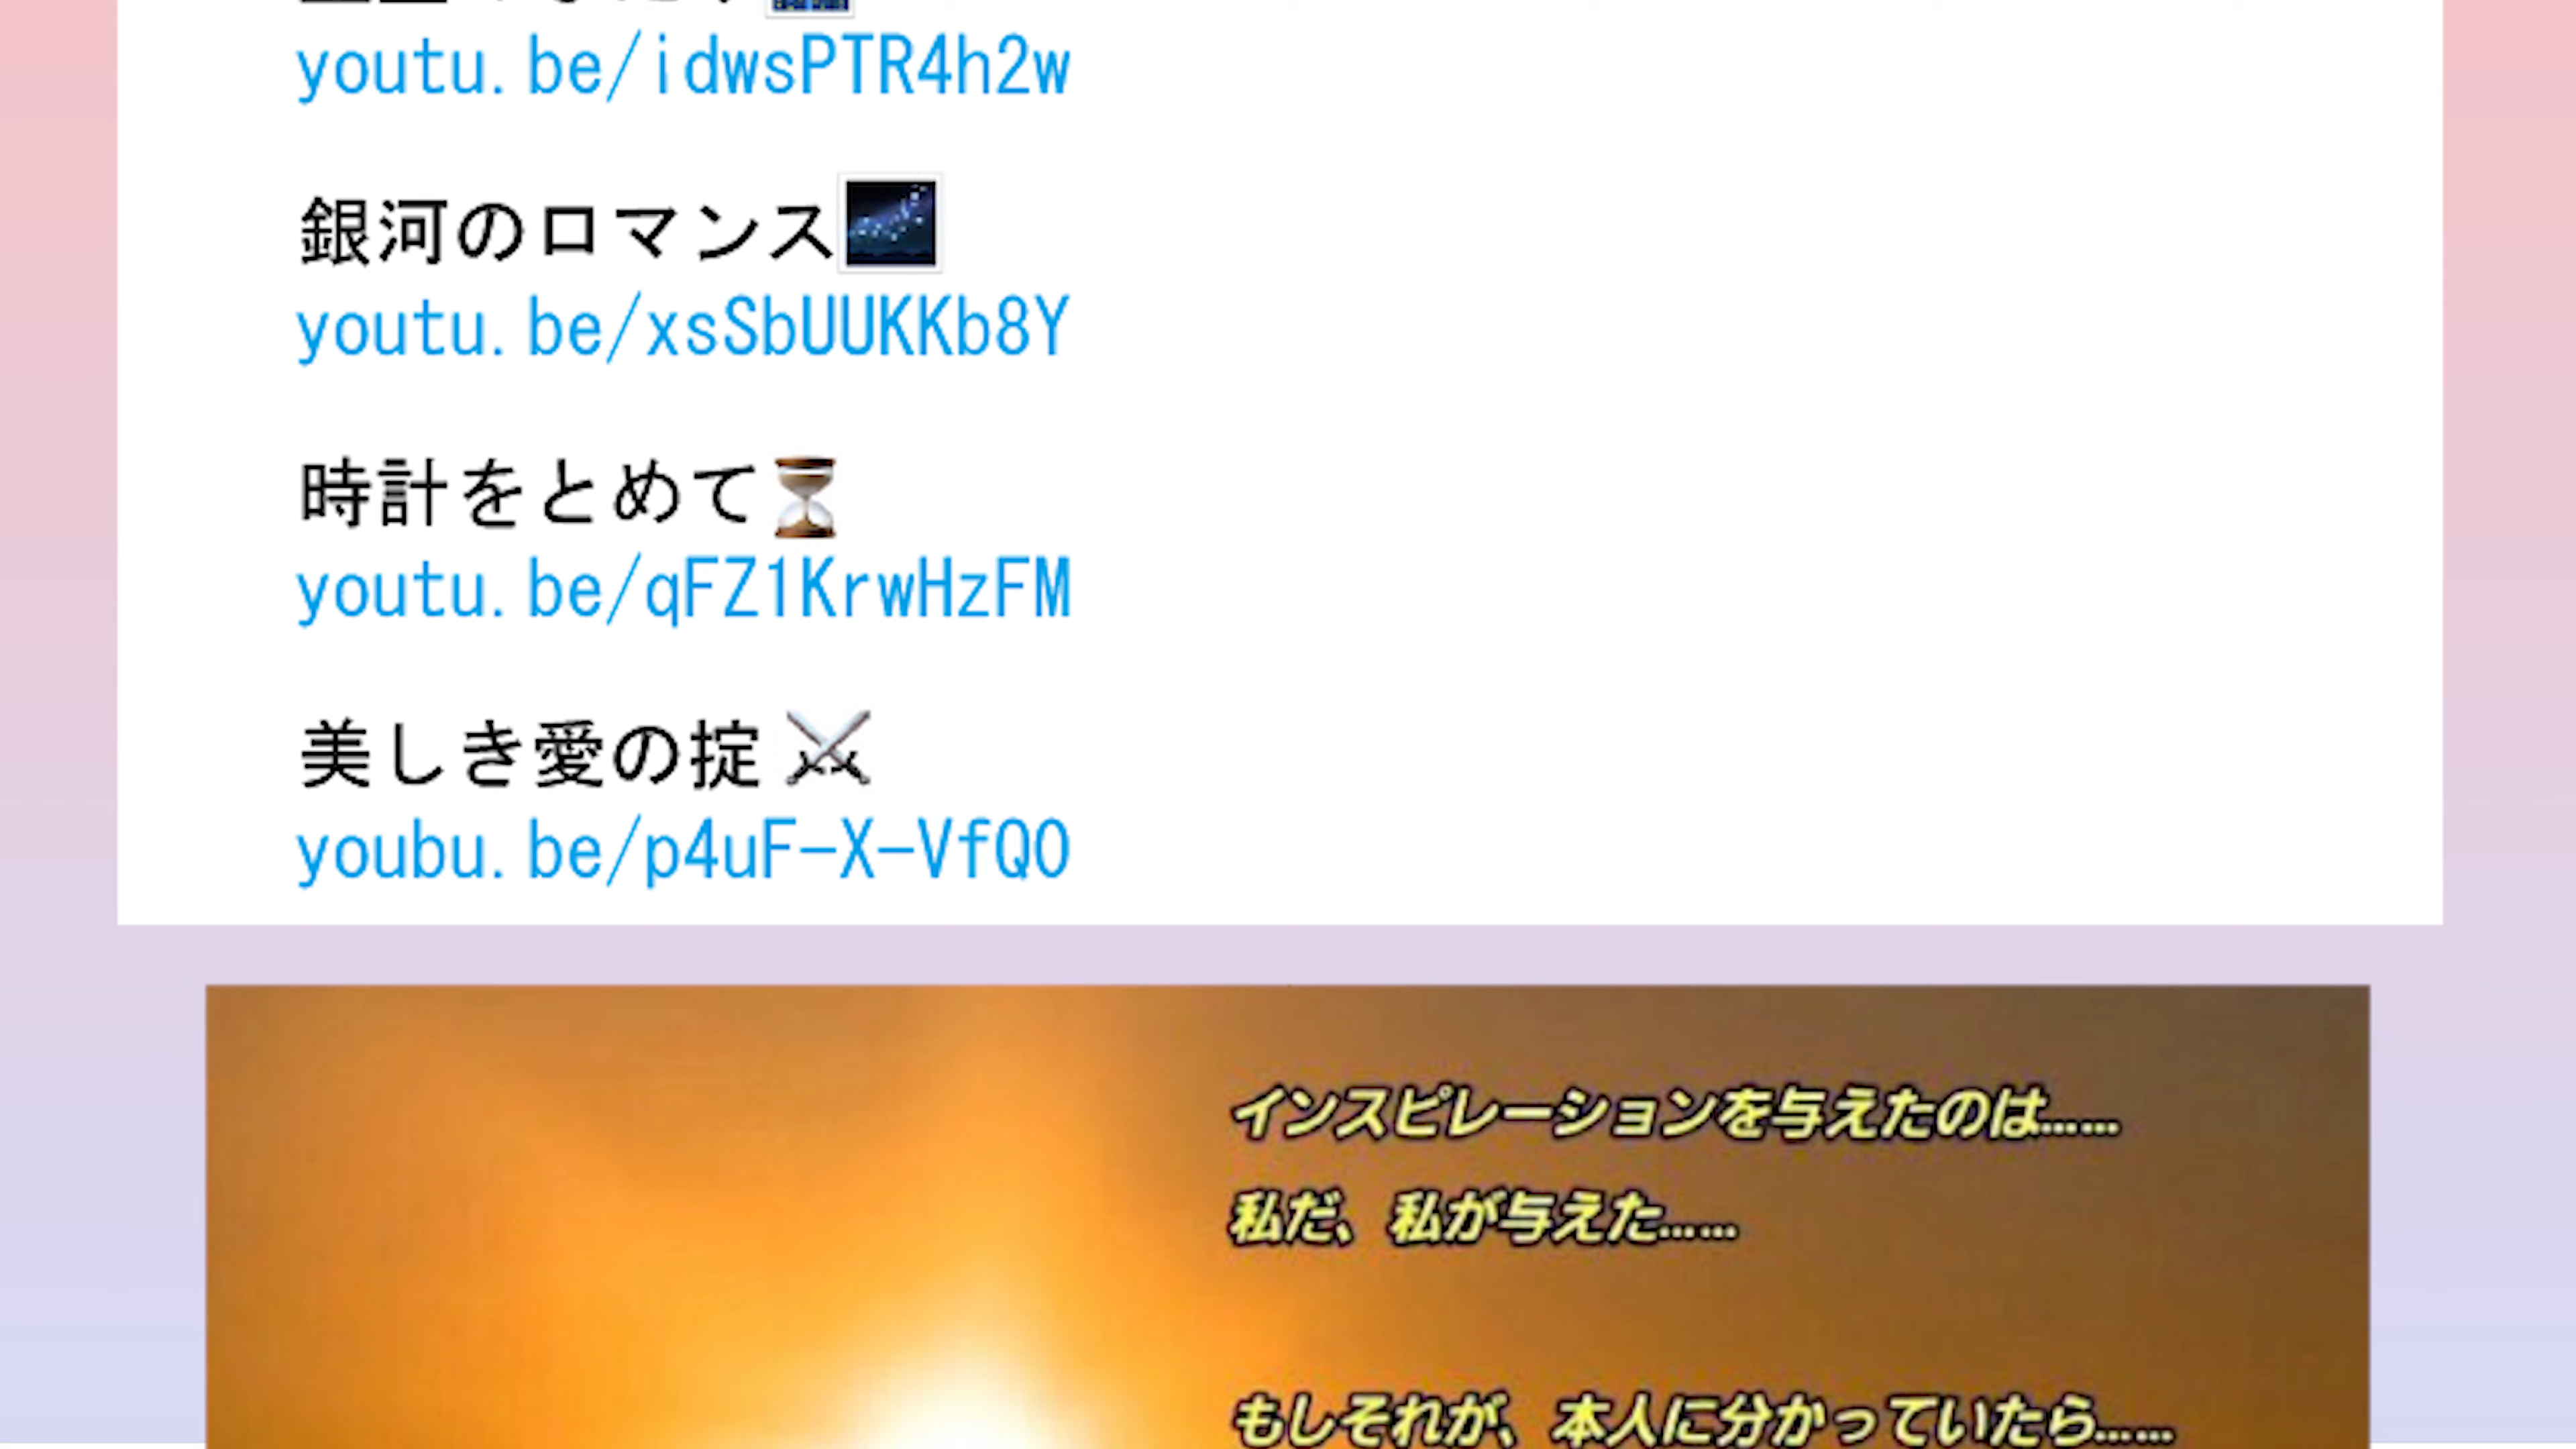 youtu.be/idwsPTR4h2w
銀河のロマンス🌌
youtu.be/xsSbUUKKb8Y
時計をとめて⏳
youtu.be/qFZ1KrwHzFM
美しき愛の掟⚔
youbu.be/p4uF-X-VfQ0
インスピレーションを与えたのは……
私だ、私が与えた……
もしそれが、本人に分かっていたら……